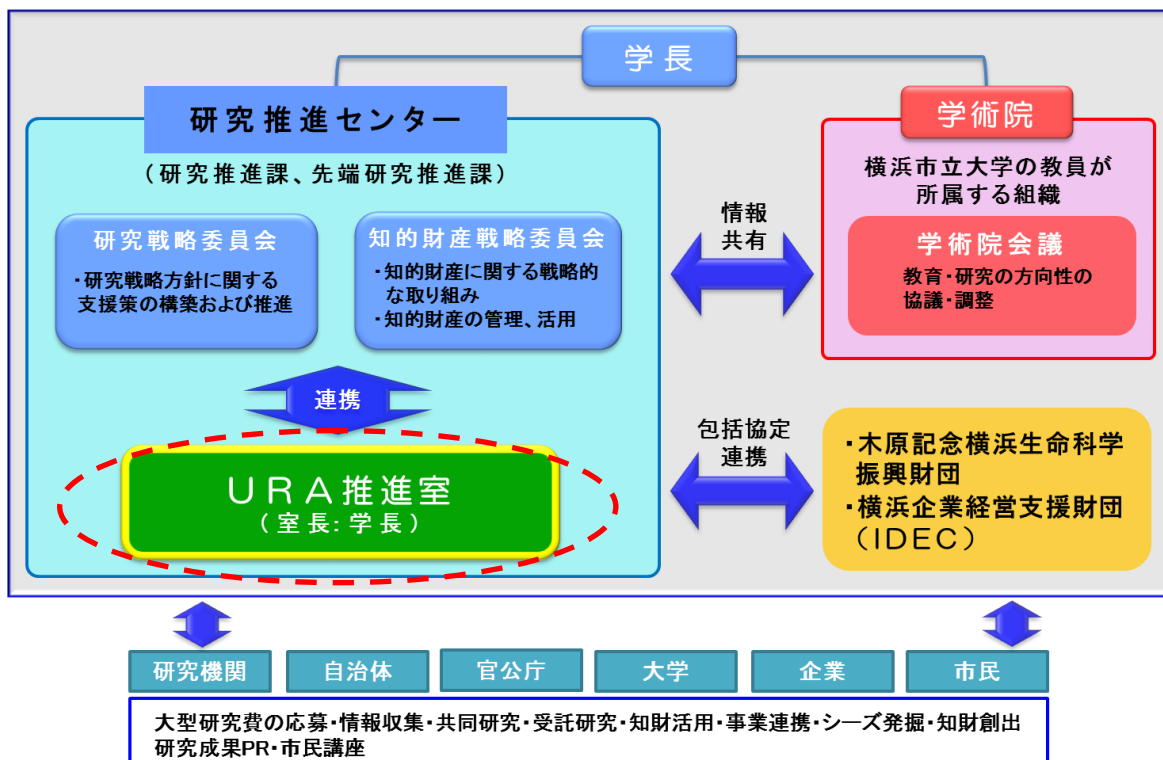 学長
研究推進センター
（研究推進課、先端研究推進課）
研究戦略委員会
・研究戦略方針に関する
支援策の構築および推進
知的財産戦略委員会
・知的財産に関する戦略的
な取り組み
・知的財産の管理、活用
連携
ＵＲＡ推進室
（室長：学長）
情報
共有
学術院
横浜市立大学の教員が
所属する組織
学術院会議
教育・研究の方向性の
協議・調整
包括協定
連携
・木原記念横浜生命科学
振興財団
・横浜企業経営支援財団
（ＩＤＥＣ）
研究機関
自治体
官公庁
大学
企業
市民
大型研究費の応募・情報収集・共同研究・受託研究・知財活用・事業連携・シーズ発掘・知財創出
研究成果PR・市民講座